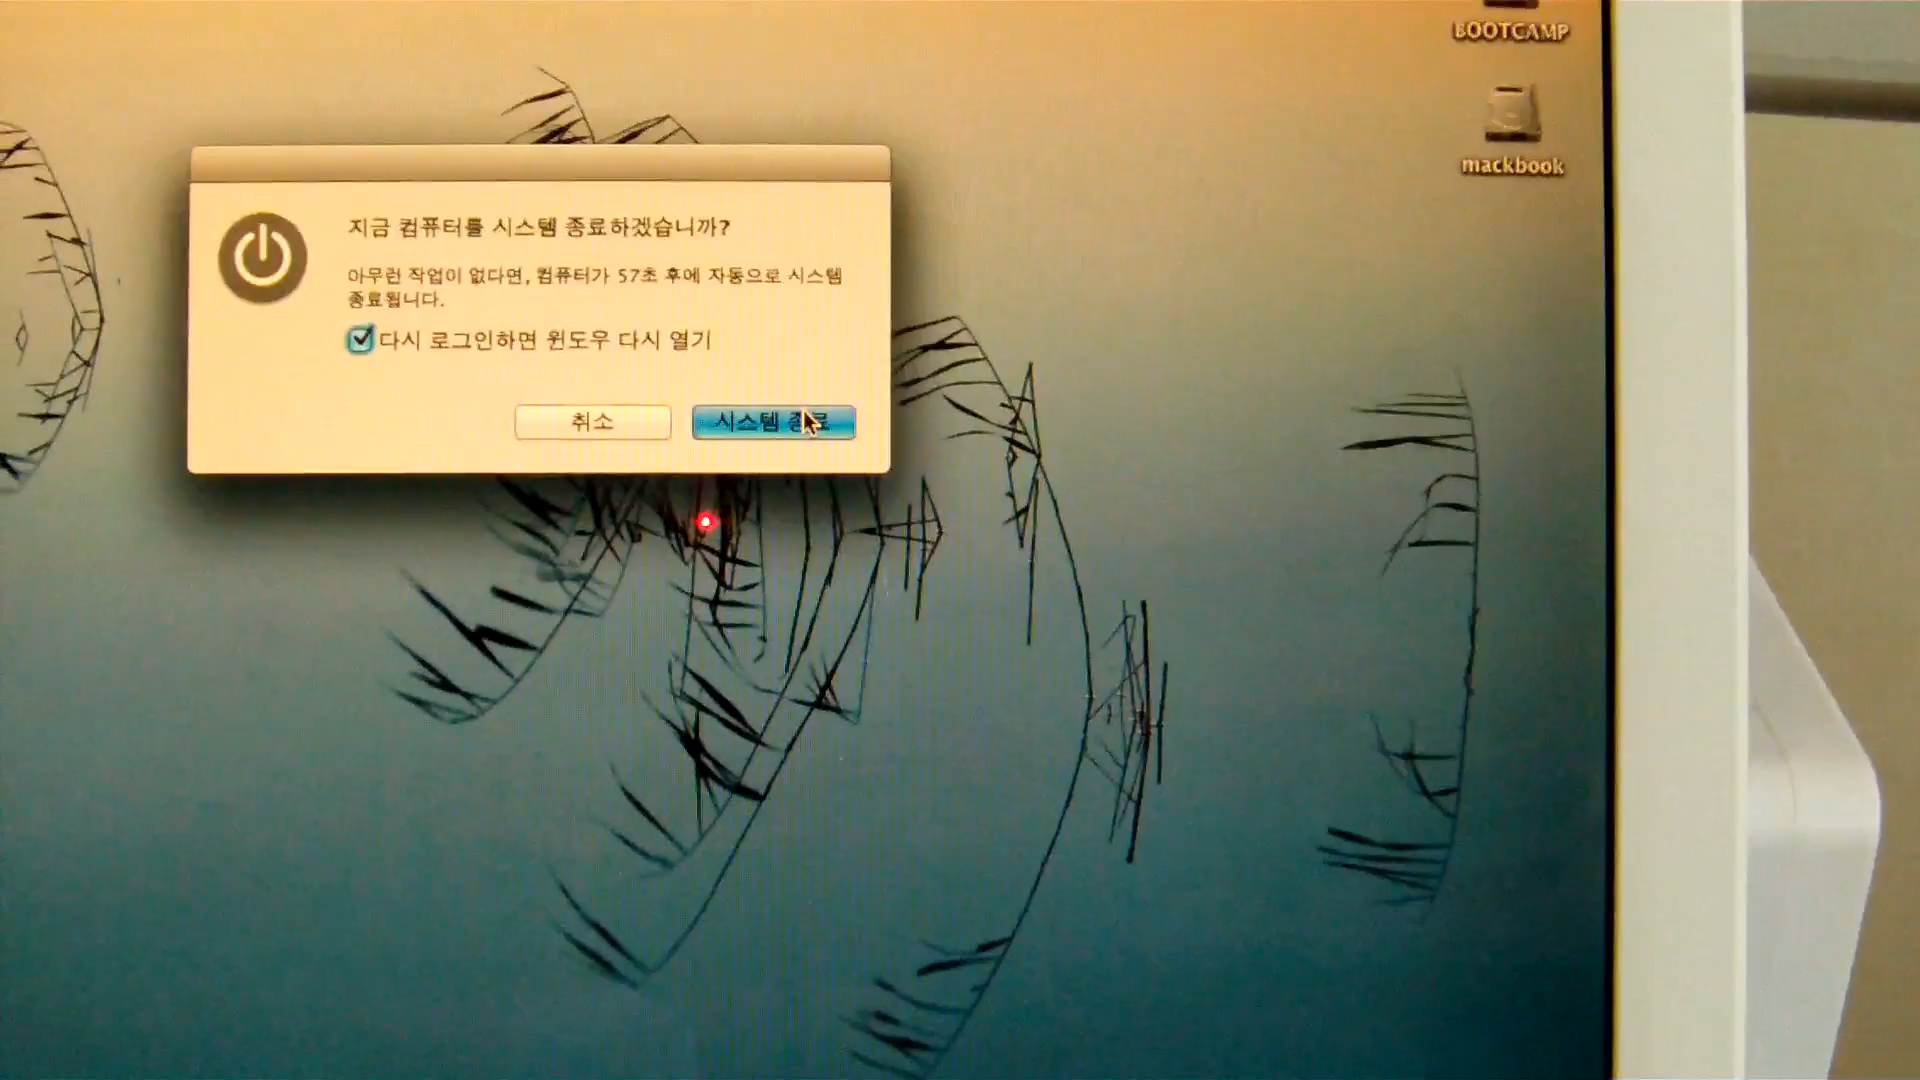 BOOTCAMP
mackbook
지금 컴퓨터를 시스템 종료하겠습니까?
아무런 작업이 없다면, 컴퓨터가 57초 후에 자동으로 시스템
종료됩니다.
다시 로그인하면 윈도우 다시 열기
취소
시스템 종료